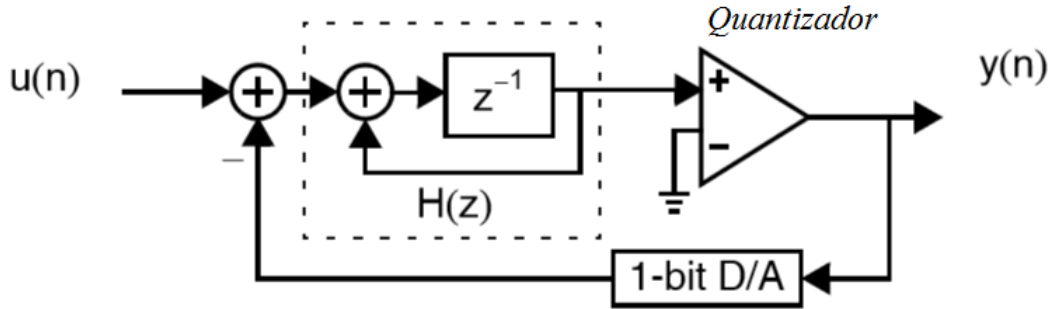 Quantizador
u(n)
y(n)
+
+
z⁻¹
+
−
−
H(z)
1-bit D/A